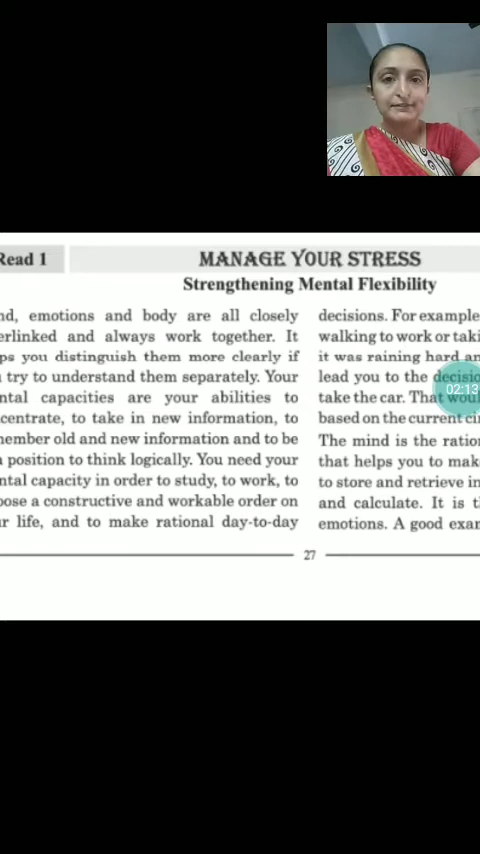 Read 1
MANAGE YOUR STRESS
Strengthening Mental Flexibility
emotions and body are all closely
and always work together. It
you distinguish them more clearly if
try to understand them separately. Your
capacities are your abilities to
to take in new information, to
old and new information and to be
position to think logically. You need your
capacity in order to study, to work, to
a constructive and workable order on
life, and to make rational day-to-day
decisions. For example
walking to work or
it was raining hard
lead you to the
take the car. That
based on the current
The mind is the
that helps you to
to store and retrieve
and calculate. It is
emotions. A good
02:13
27